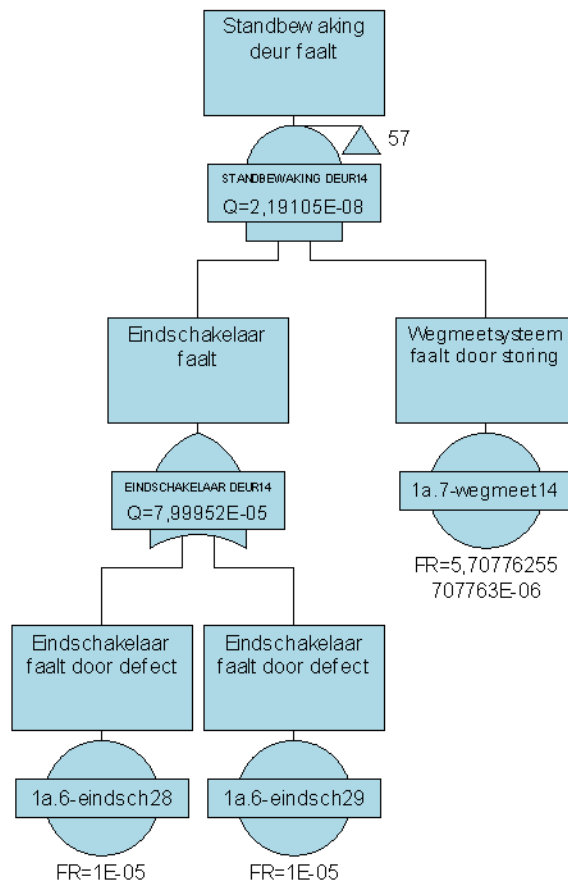 Standbewaking
deur faalt
57
STANDBEWAKING DEUR14
Q=2,19105E-08
Eindschakelaar
faalt
Wegmeetsysteem
faalt door storing
EINDSCHAKELAAR DEUR14
Q=7,99952E-05
1a.7-wegmeet14
FR=5,70776255
707763E-06
Eindschakelaar
faalt door defect
Eindschakelaar
faalt door defect
1a.6-eindsch28
1a.6-eindsch29
FR=1E-05
FR=1E-05